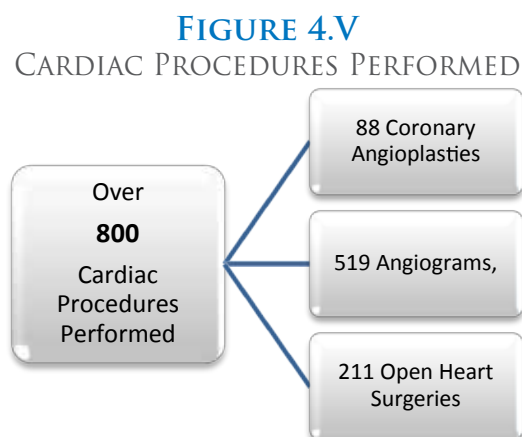 FIGURE 4.V
CARDIAC PROCEDURES PERFORMED
Over
800
Cardiac
Procedures
Performed
88 Coronary
Angioplasties
519 Angiograms,
211 Open Heart
Surgeries